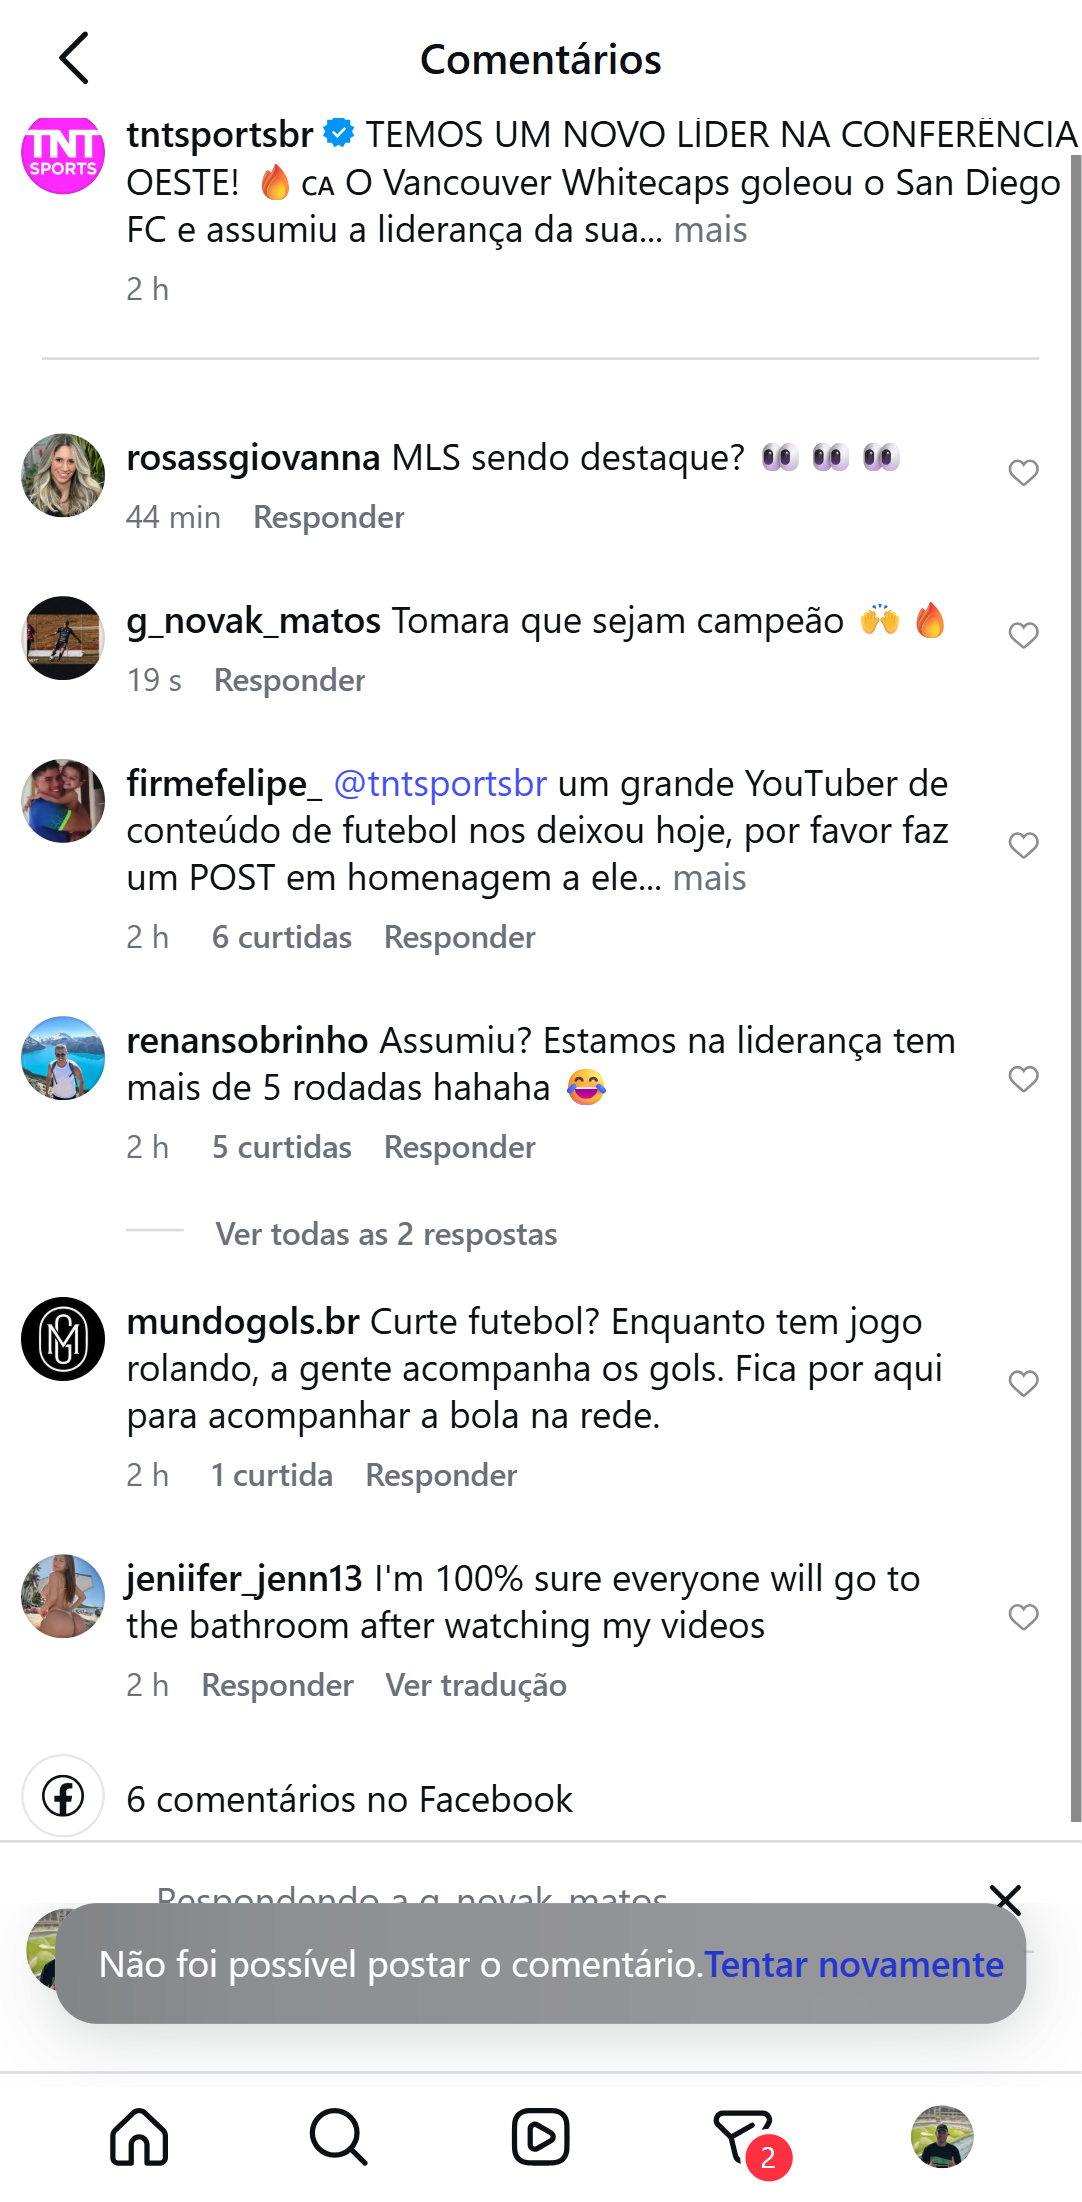 Comentários
TNT
SPORTS
tntsportsbr TEMOS UM NOVO LÍDER NA CONFERÊNCIA
OESTE! 🔥 ᴄᴀ O Vancouver Whitecaps goleou o San Diego
FC e assumiu a liderança da sua... mais
2 h
rosassgiovanna MLS sendo destaque? 👀 👀 👀
44 min Responder
g_novak_matos Tomara que sejam campeão 🙌 🔥
19 s Responder
firmefelipe_ @tntsportsbr um grande YouTuber de
conteúdo de futebol nos deixou hoje, por favor faz
um POST em homenagem a ele... mais
2 h 6 curtidas Responder
renansobrinho Assumiu? Estamos na liderança tem
mais de 5 rodadas hahaha 😂
2 h 5 curtidas Responder
Ver todas as 2 respostas
mundogols.br Curte futebol? Enquanto tem jogo
rolando, a gente acompanha os gols. Fica por aqui
para acompanhar a bola na rede.
2 h 1 curtida Responder
jeniifer_jenn13 I'm 100% sure everyone will go to
the bathroom after watching my videos
2 h Responder Ver tradução
6 comentários no Facebook
Respondendo a g_novak_matos
Não foi possível postar o comentário.Tentar novamente
2